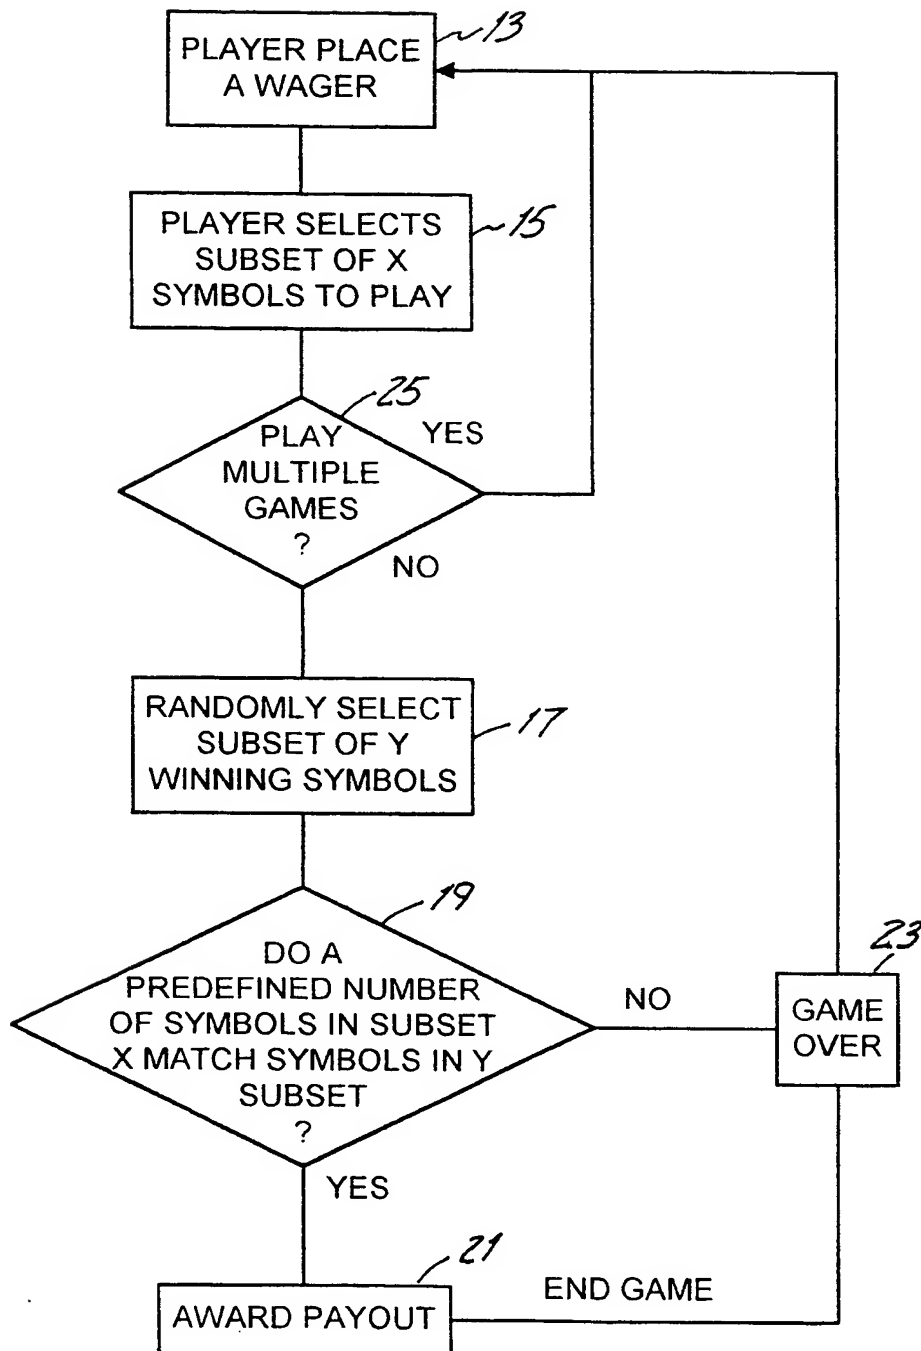 PLAYER PLACE
A WAGER
13
PLAYER SELECTS
SUBSET OF X
SYMBOLS TO PLAY
15
25
PLAY
MULTIPLE
GAMES
?
YES
NO
RANDOMLY SELECT
SUBSET OF Y
WINNING SYMBOLS
17
19
DO A
PREDEFINED NUMBER
OF SYMBOLS IN SUBSET
X MATCH SYMBOLS IN Y
SUBSET
?
NO
23
GAME
OVER
YES
21
AWARD PAYOUT
END GAME